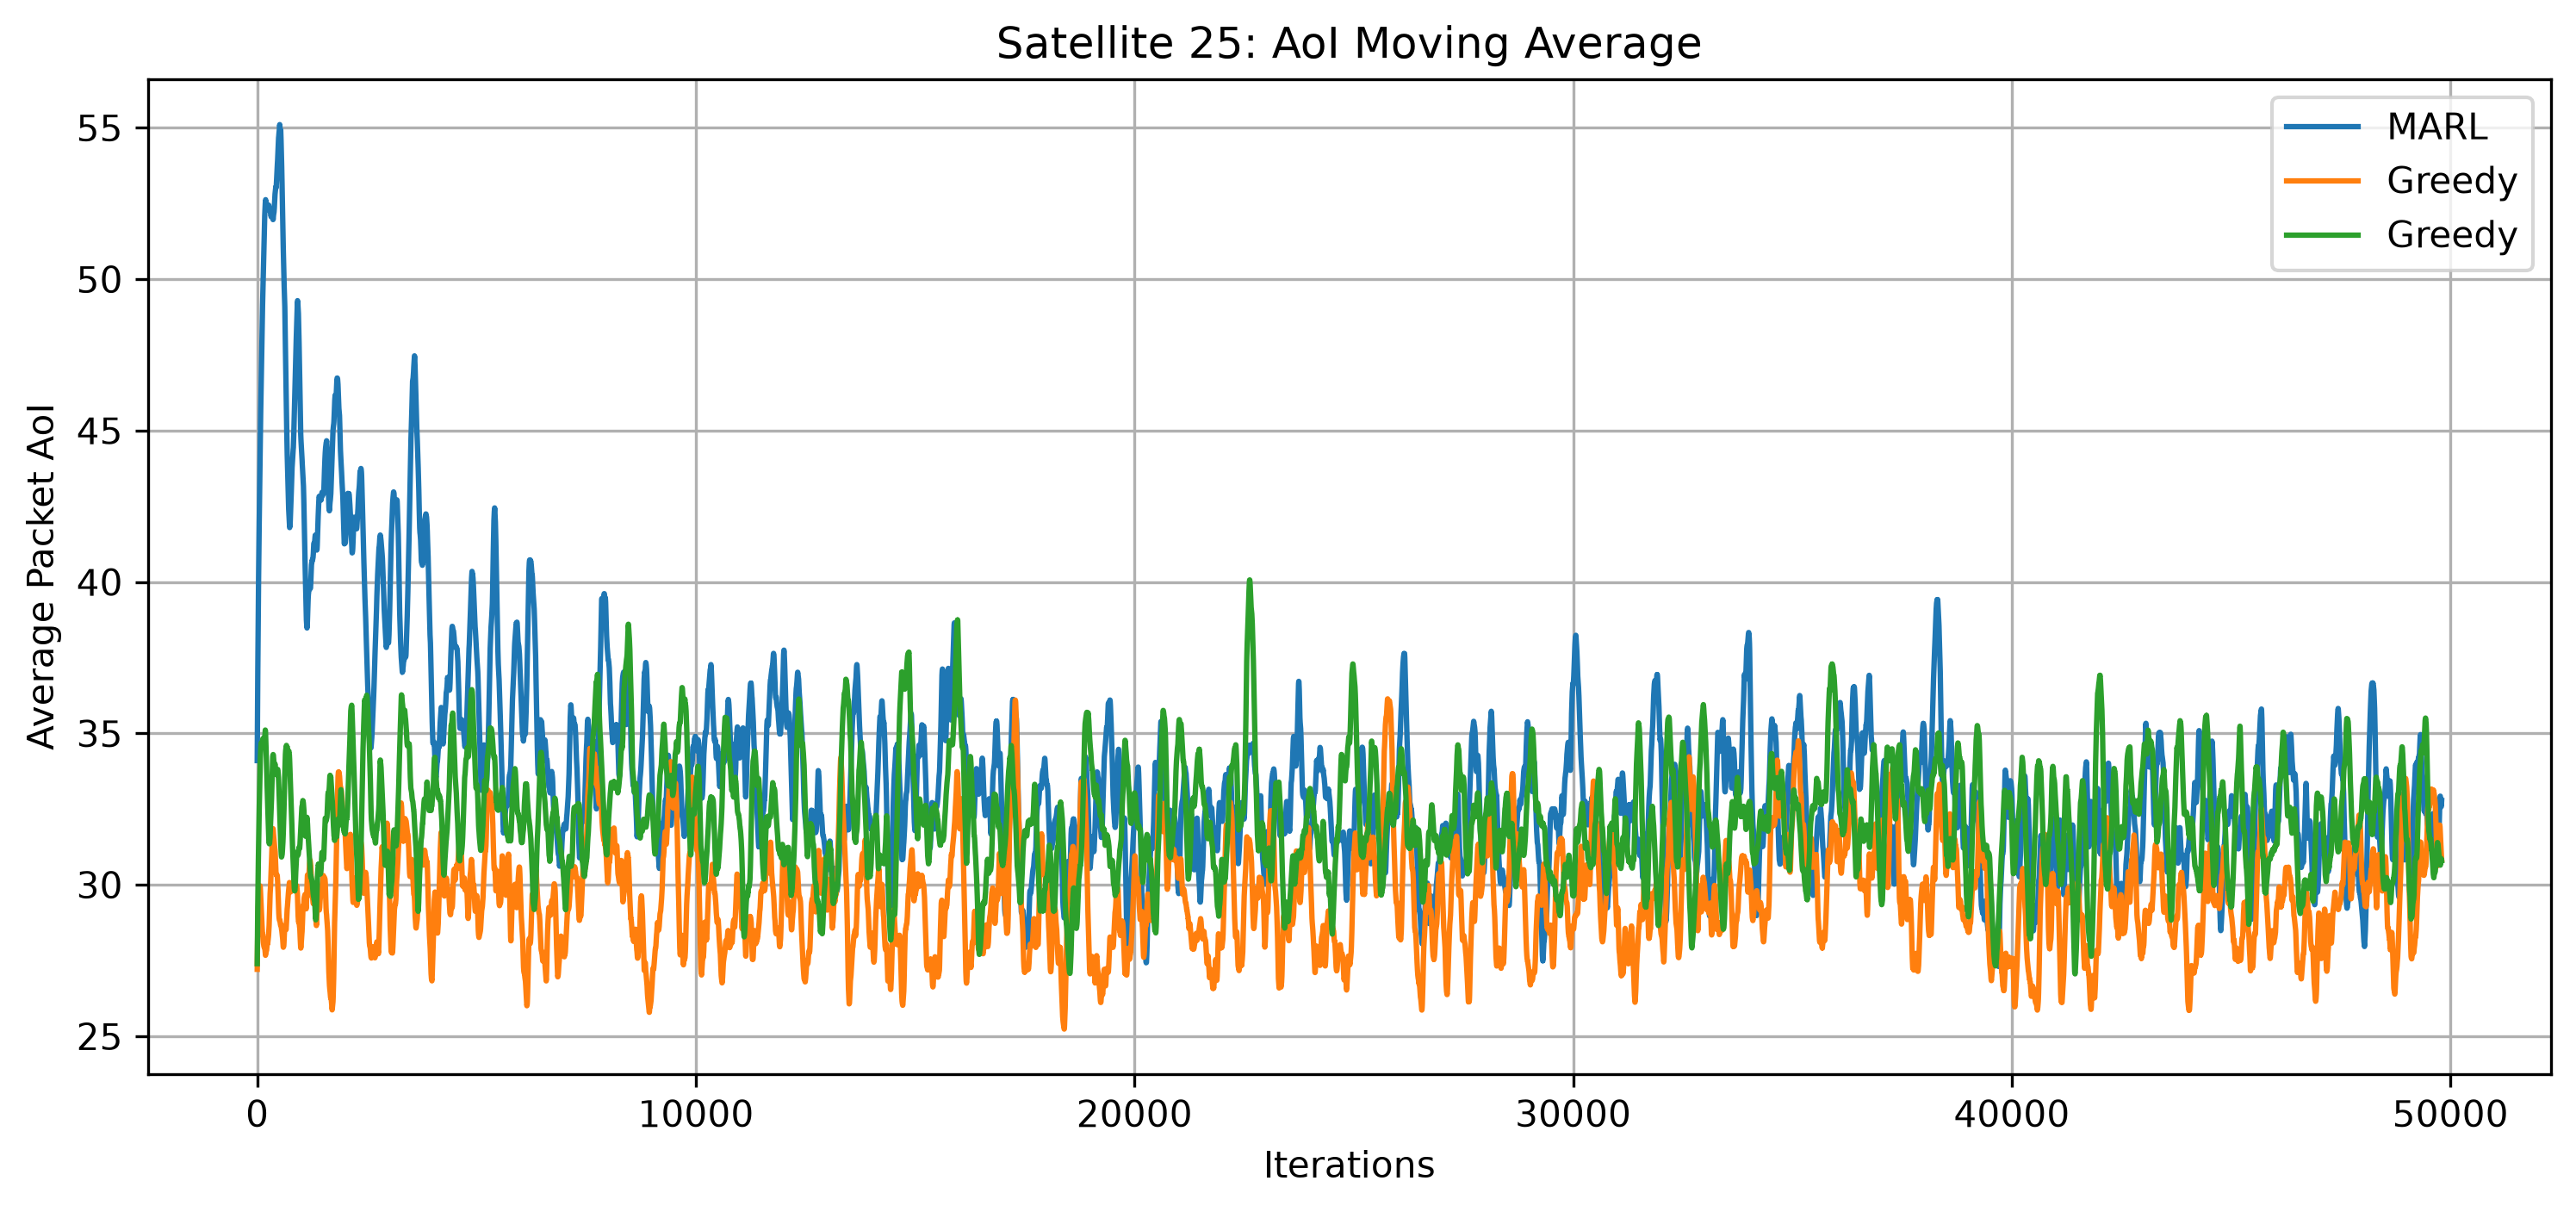 Satellite 25: AoI Moving Average
MARL
Greedy
Greedy
55
50
45
40
35
30
25
Average Packet AoI
0 10000 20000 30000 40000 50000
Iterations